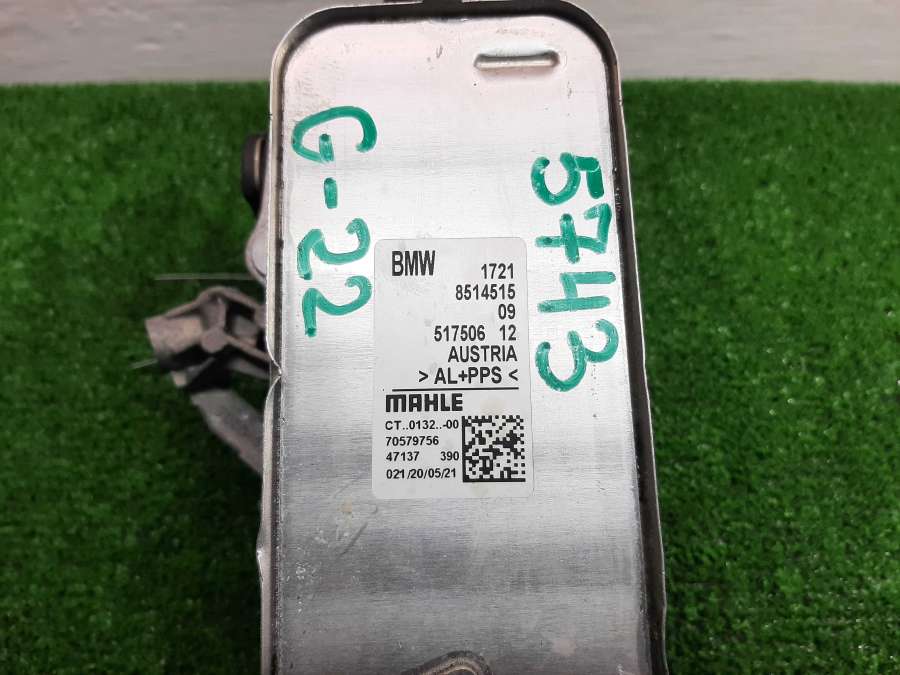 G-22
5743
BMW 1721
8514515
09
517506 12
AUSTRIA
> AL+PPS <
MAHLE
CT..0132..-00
70579756
47137 390
021/20/05/21